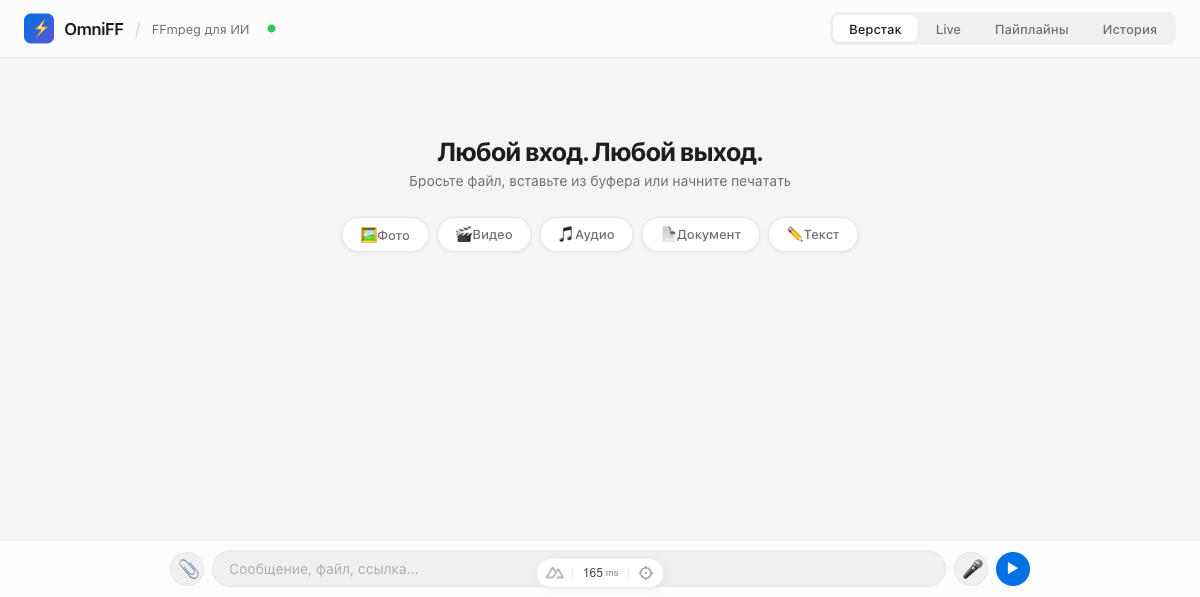 OmniFF / FFmpeg для ИИ
Верстак Live Пайплайны История
Любой вход. Любой выход.
Бросьте файл, вставьте из буфера или начните печатать
Фото Видео Аудио Документ Текст
Сообщение, файл, ссылка...
165 ms